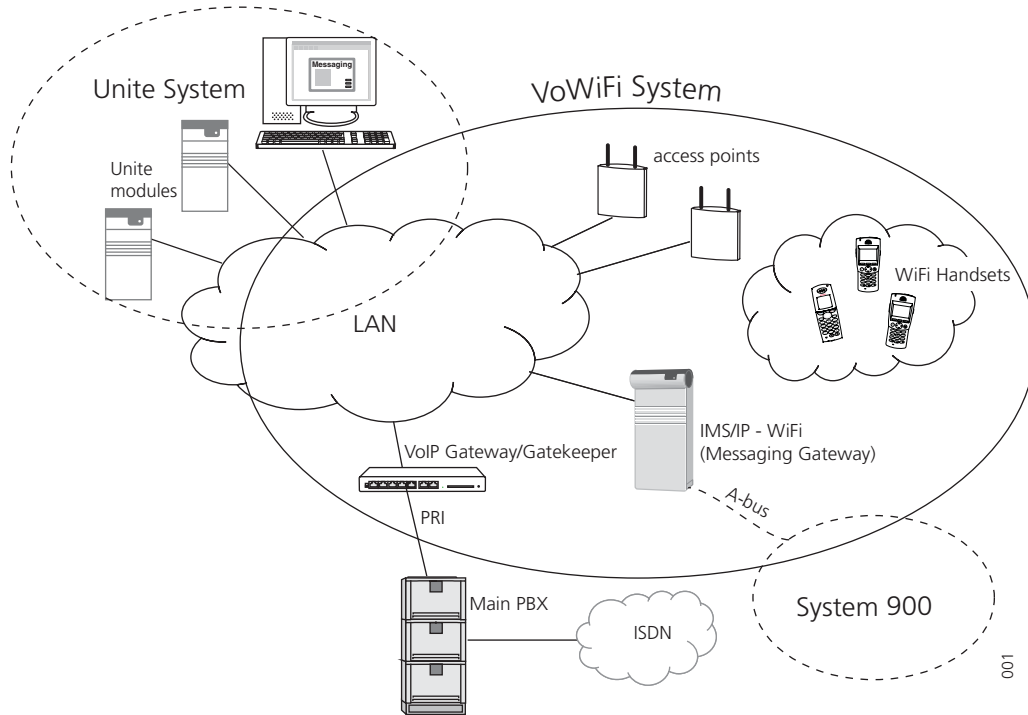 Messaging
Unite System
VoWiFi System
access points
Unite
modules
WiFi Handsets
LAN
IMS/IP - WiFi
(Messaging Gateway)
VoIP Gateway/Gatekeeper
A-bus
PRI
Main PBX
System 900
ISDN
001